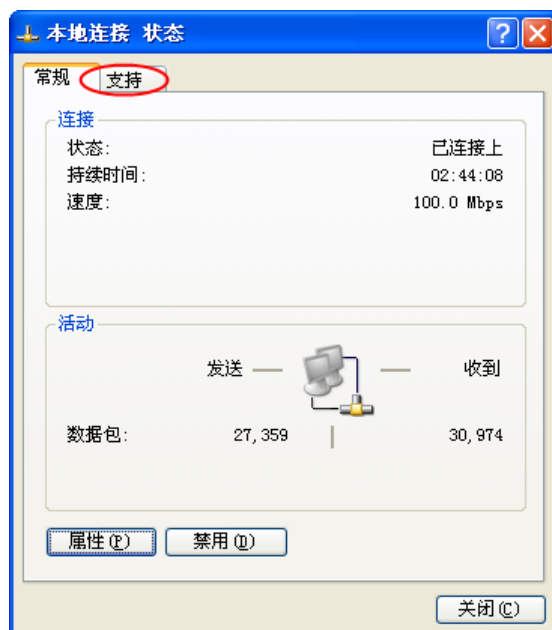 本地连接 状态
常规 支持
连接
状态: 已连接上
持续时间: 02:44:08
速度: 100.0 Mbps
活动
发送 收到
数据包: 27,359 30,974
属性(P) 禁用(D)
关闭(C)